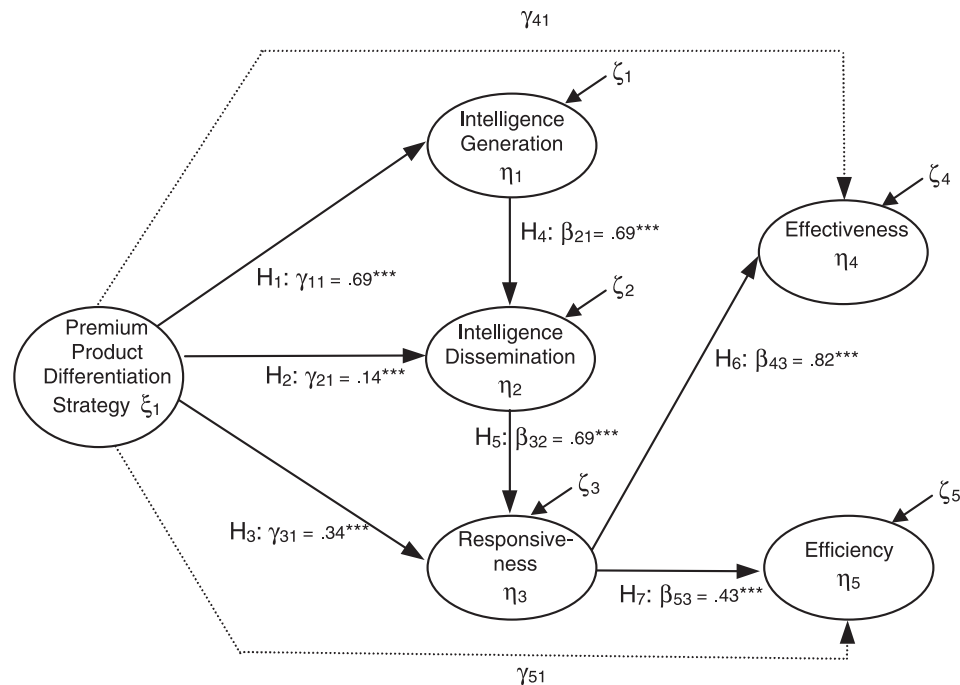 γ41
ζ1
Intelligence
Generation
η1
ζ4
Effectiveness
η4
H4: β21= .69***
H1: γ11 = .69***
ζ2
Premium
Product
Differentiation
Strategy ξ1
Intelligence
Dissemination
η2
H2: γ21= .14***
H6: β43= .82***
H5: β32= .69***
ζ3
ζ5
H3: γ31= .34***
Responsive-
ness
η3
Efficiency
η5
H7: β53= .43***
γ51